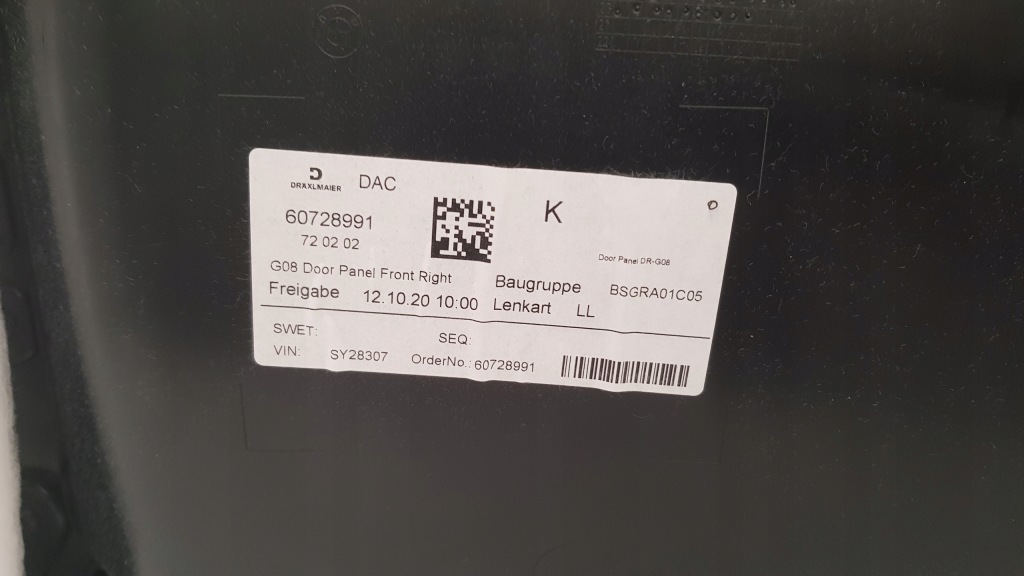 DRÄXLMAIER DAC
K
60728991
72 02 02
Door Panel DR-G08
G08 Door Panel Front Right
Baugruppe BSGRA01C05
Freigabe 12.10.20 10:00 Lenkart LL
SWET: SEQ:
VIN: SY28307 OrderNo.: 60728991